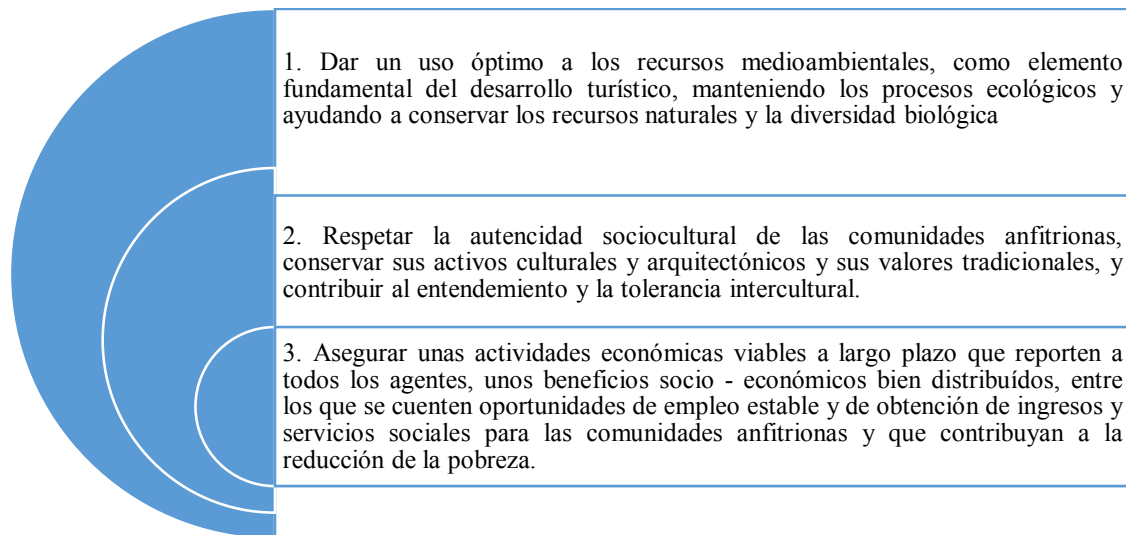 1. Dar un uso óptimo a los recursos medioambientales, como elemento
fundamental del desarrollo turístico, manteniendo los procesos ecológicos y
ayudando a conservar los recursos naturales y la diversidad biológica
2. Respetar la autencidad sociocultural de las comunidades anfitrionas,
conservar sus activos culturales y arquitectónicos y sus valores tradicionales, y
contribuir al entendemiento y la tolerancia intercultural.
3. Asegurar unas actividades económicas viables a largo plazo que reporten a
todos los agentes, unos beneficios socio - económicos bien distribuídos, entre
los que se cuenten oportunidades de empleo estable y de obtención de ingresos y
servicios sociales para las comunidades anfitrionas y que contribuyan a la
reducción de la pobreza.